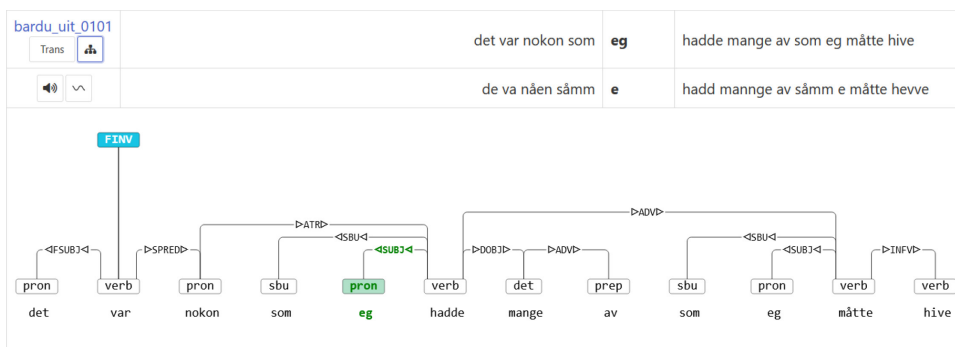 bardu_uit_0101
Trans
det var nokon som eg hadde mange av som eg måtte hive
de va nåen såmm e hadd mannge av såmm e måtte hevve
FINV
▷ADV▷
▷ATR▷
◁SBU◁ ◁SBU◁
◁FSUBJ◁ ▷SPRED▷ ◁SUBJ◁ ▷DOBJ▷ ▷ADV▷ ◁SUBJ◁ ▷INFV▷
pron verb pron sbu pron verb det prep sbu pron verb verb
det var nokon som eg hadde mange av som eg måtte hive